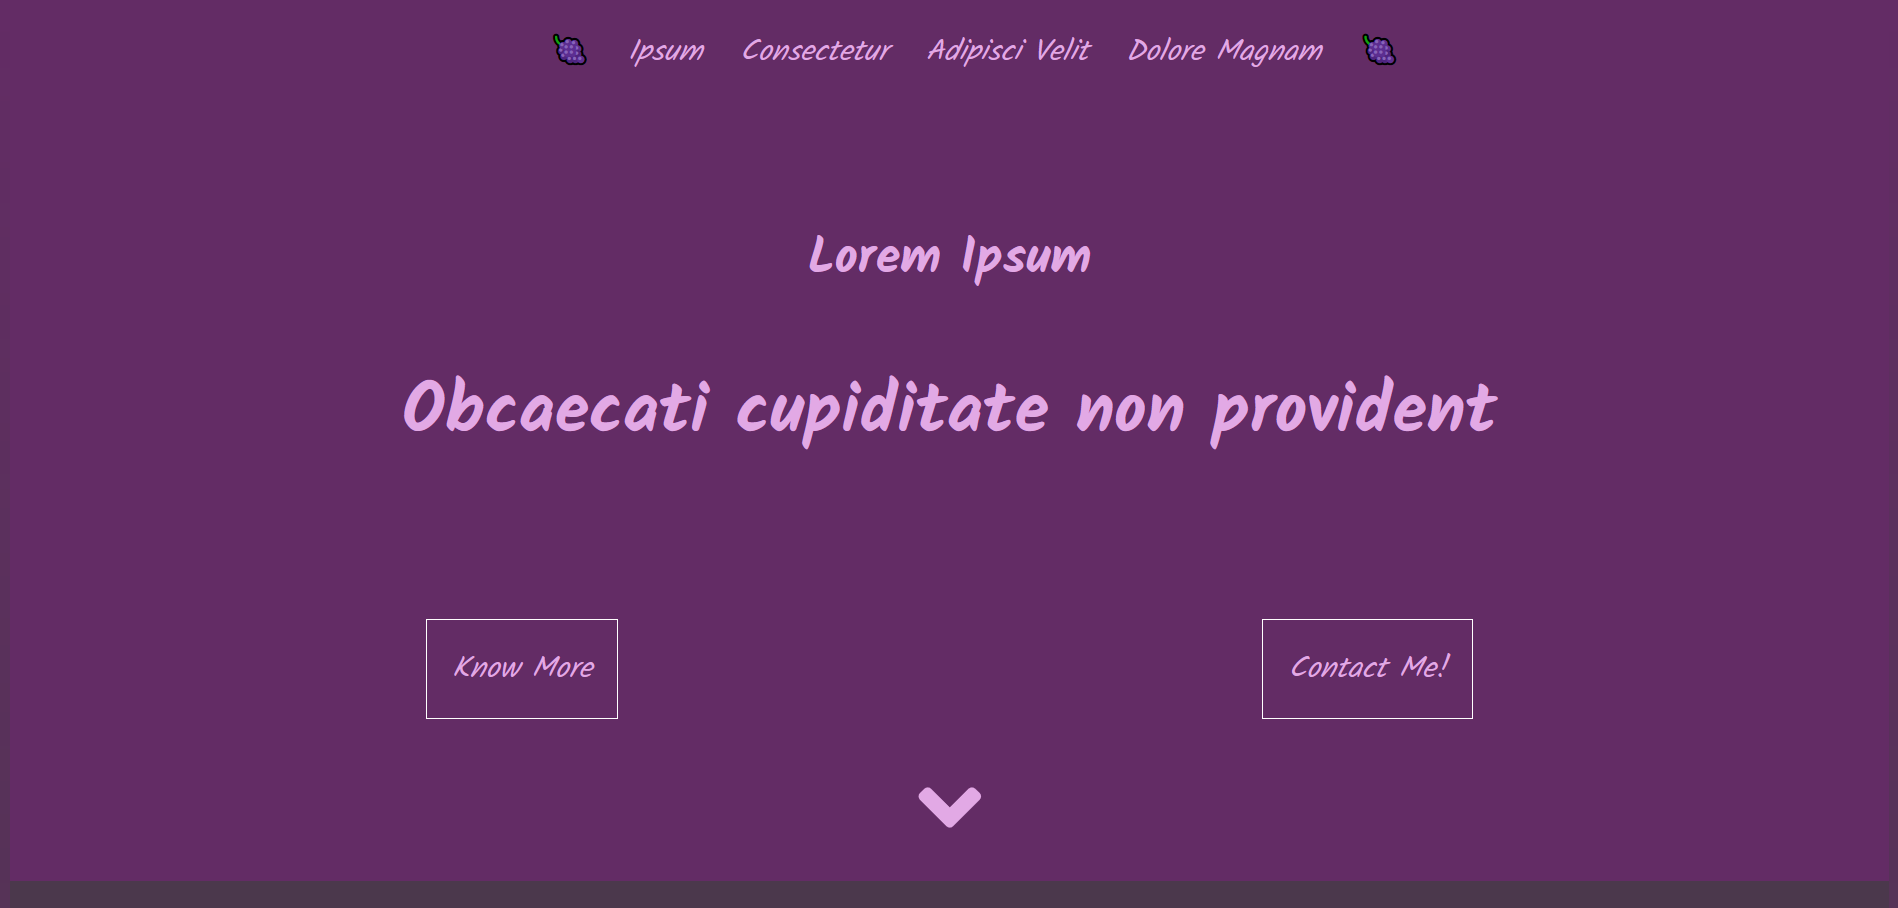 Ipsum Consectetur Adipisci Velit Dolore Magnam
Lorem Ipsum
Obcaecati cupiditate non provident
Know More
Contact Me!